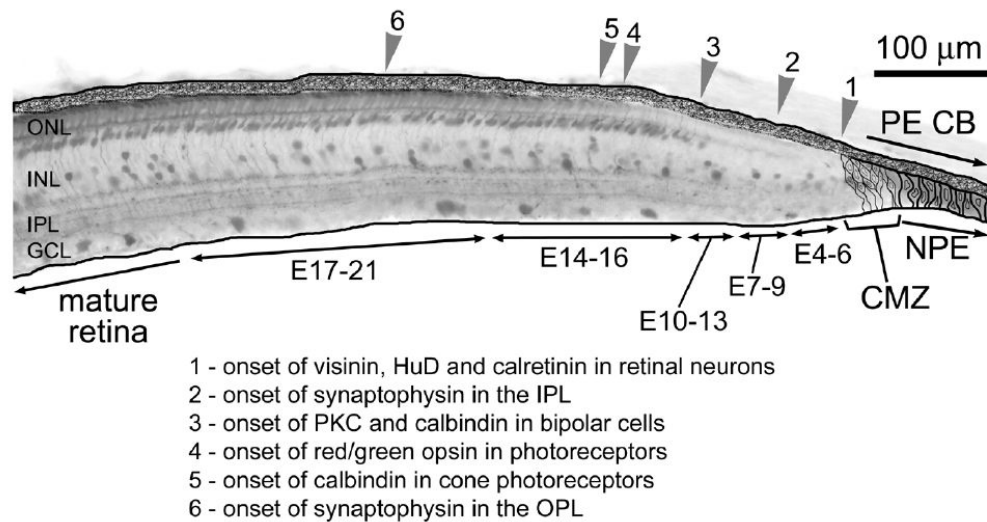 6
5
4
3
2
1
100 μm
PE CB
ONL
INL
IPL
GCL
mature
retina
E17-21
E14-16
E10-13
E7-9
E4-6
CMZ
NPE
1 - onset of visinin, HuD and calretinin in retinal neurons
2 - onset of synaptophysin in the IPL
3 - onset of PKC and calbindin in bipolar cells
4 - onset of red/green opsin in photoreceptors
5 - onset of calbindin in cone photoreceptors
6 - onset of synaptophysin in the OPL